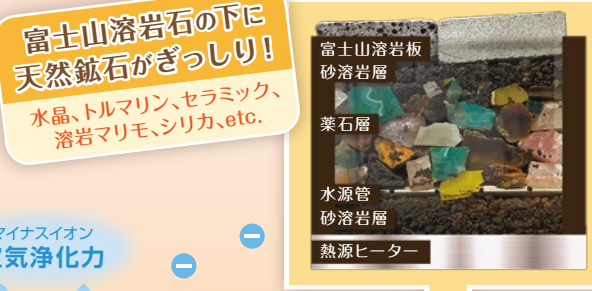 富士山溶岩石の下に
天然鉱石がぎっしり!
水晶、トルマリン、セラミック、
溶岩マリモ、シリカ、etc.
マイナスイオン
気浄化力
富士山溶岩板
砂溶岩層
薬石層
水源管
砂溶岩層
熱源ヒーター